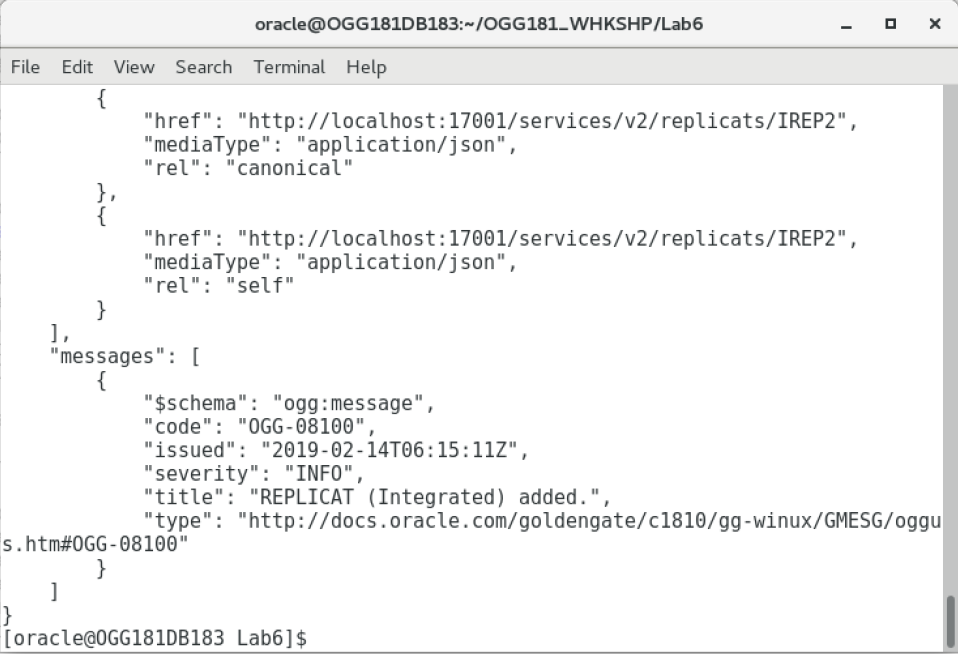 oracle@OGG181DB183:~/OGG181_WHKSHP/Lab6
File Edit View Search Terminal Help
        {
            "href": "http://localhost:17001/services/v2/replicats/IREP2",
            "mediaType": "application/json",
            "rel": "canonical"
        },
        {
            "href": "http://localhost:17001/services/v2/replicats/IREP2",
            "mediaType": "application/json",
            "rel": "self"
        }
    ],
    "messages": [
        {
            "$schema": "ogg:message",
            "code": "OGG-08100",
            "issued": "2019-02-14T06:15:11Z",
            "severity": "INFO",
            "title": "REPLICAT (Integrated) added.",
            "type": "http://docs.oracle.com/goldengate/c1810/gg-winux/GMESG/oggu
s.htm#OGG-08100"
        }
    ]
}
[oracle@OGG181DB183 Lab6]$